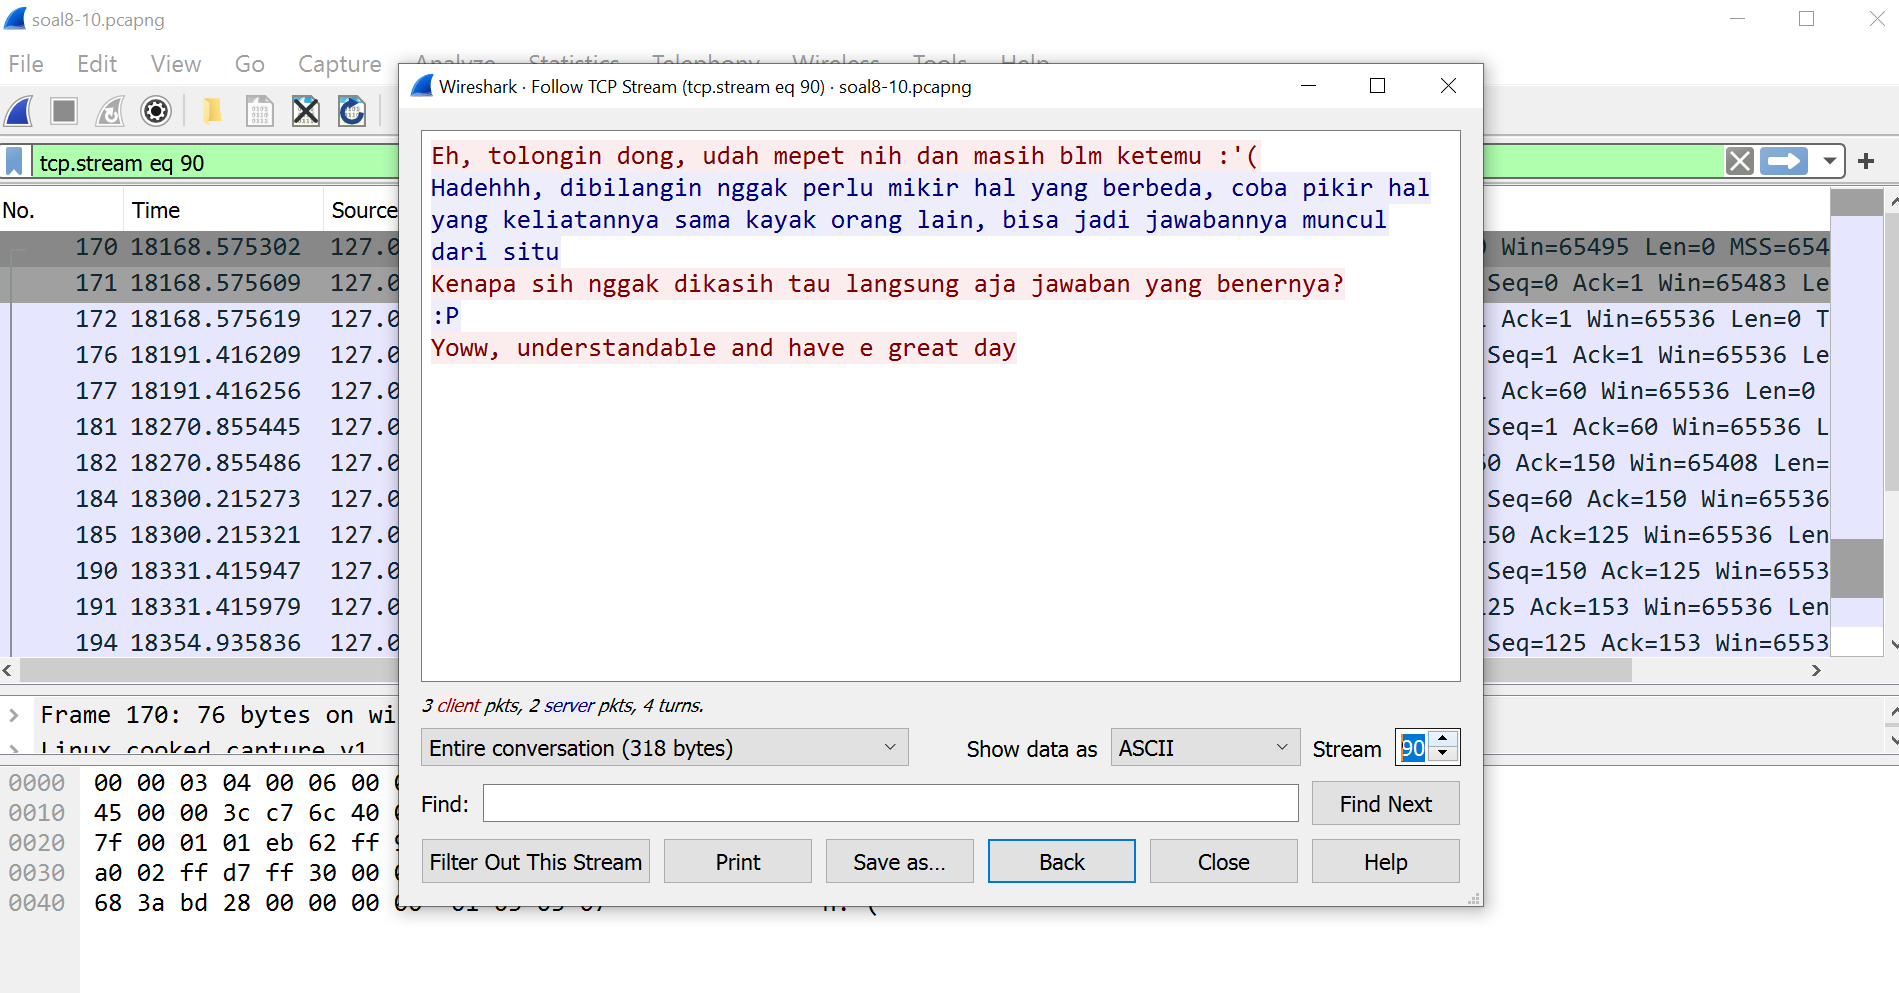 soal8-10.pcapng
File Edit View Go Capture Analyze Statistics Telephony Wireless Tools Help
tcp.stream eq 90
No. Time Source
170 18168.575302 127.0 Win=65495 Len=0 MSS=654
171 18168.575609 127.0 Seq=0 Ack=1 Win=65483 Le
172 18168.575619 127.0 Ack=1 Win=65536 Len=0 T
176 18191.416209 127.0 Seq=1 Ack=1 Win=65536 Le
177 18191.416256 127.0 Ack=60 Win=65536 Len=0
181 18270.855445 127.0 Seq=1 Ack=60 Win=65536 L
182 18270.855486 127.0 Ack=150 Win=65408 Len=
184 18300.215273 127.0 Seq=60 Ack=150 Win=65536
185 18300.215321 127.0 Ack=125 Win=65536 Len
190 18331.415947 127.0 Seq=150 Ack=125 Win=6553
191 18331.415979 127.0 Ack=153 Win=65536 Len
194 18354.935836 127.0 Seq=125 Ack=153 Win=6553
Frame 170: 76 bytes on wi
Linux cooked capture v1
0000 00 00 03 04 00 06 00
0010 45 00 00 3c c7 6c 40
0020 7f 00 01 01 eb 62 ff
0030 a0 02 ff d7 ff 30 00
0040 68 3a bd 28 00 00 00
Wireshark · Follow TCP Stream (tcp.stream eq 90) · soal8-10.pcapng
Eh, tolongin dong, udah mepet nih dan masih blm ketemu :'(
Hadehhh, dibilangin nggak perlu mikir hal yang berbeda, coba pikir hal
yang keliatannya sama kayak orang lain, bisa jadi jawabannya muncul
dari situ
Kenapa sih nggak dikasih tau langsung aja jawaban yang benernya?
:P
Yoww, understandable and have e great day
3 client pkts, 2 server pkts, 4 turns.
Entire conversation (318 bytes) Show data as ASCII Stream 90
Find: Find Next
Filter Out This Stream Print Save as… Back Close Help